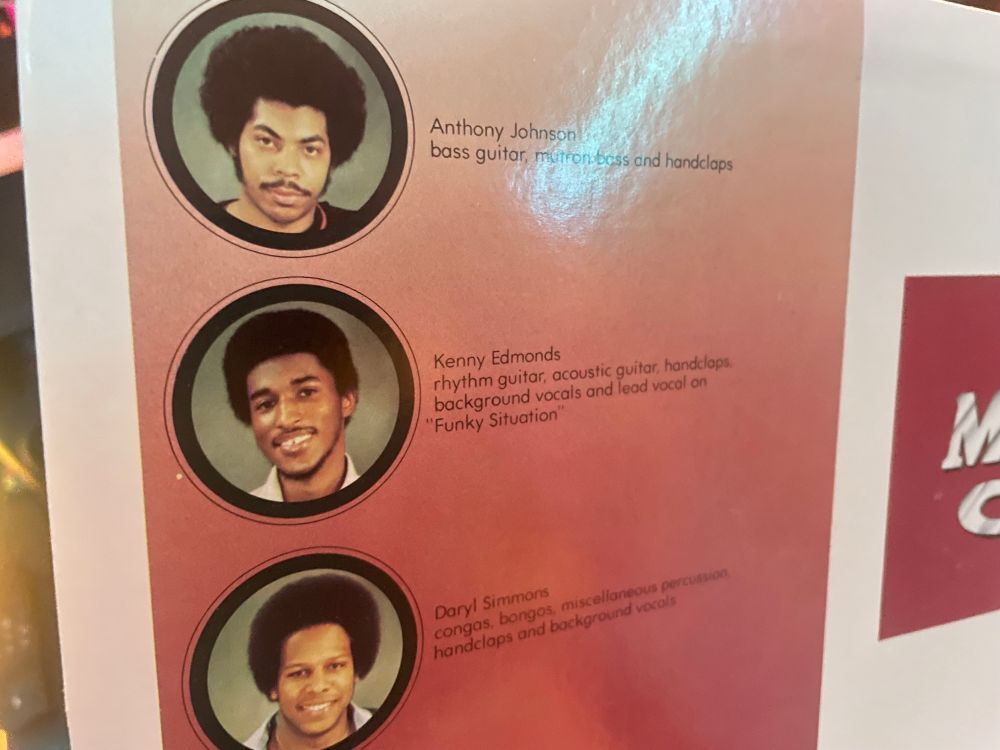 Anthony Johnson
bass guitar, mutron bass and handclaps
Kenny Edmonds
rhythm guitar, acoustic guitar, handclaps,
background vocals and lead vocal on
"Funky Situation"
Daryl Simmons
congas, bongos, miscellaneous percussion,
handclaps and background vocals